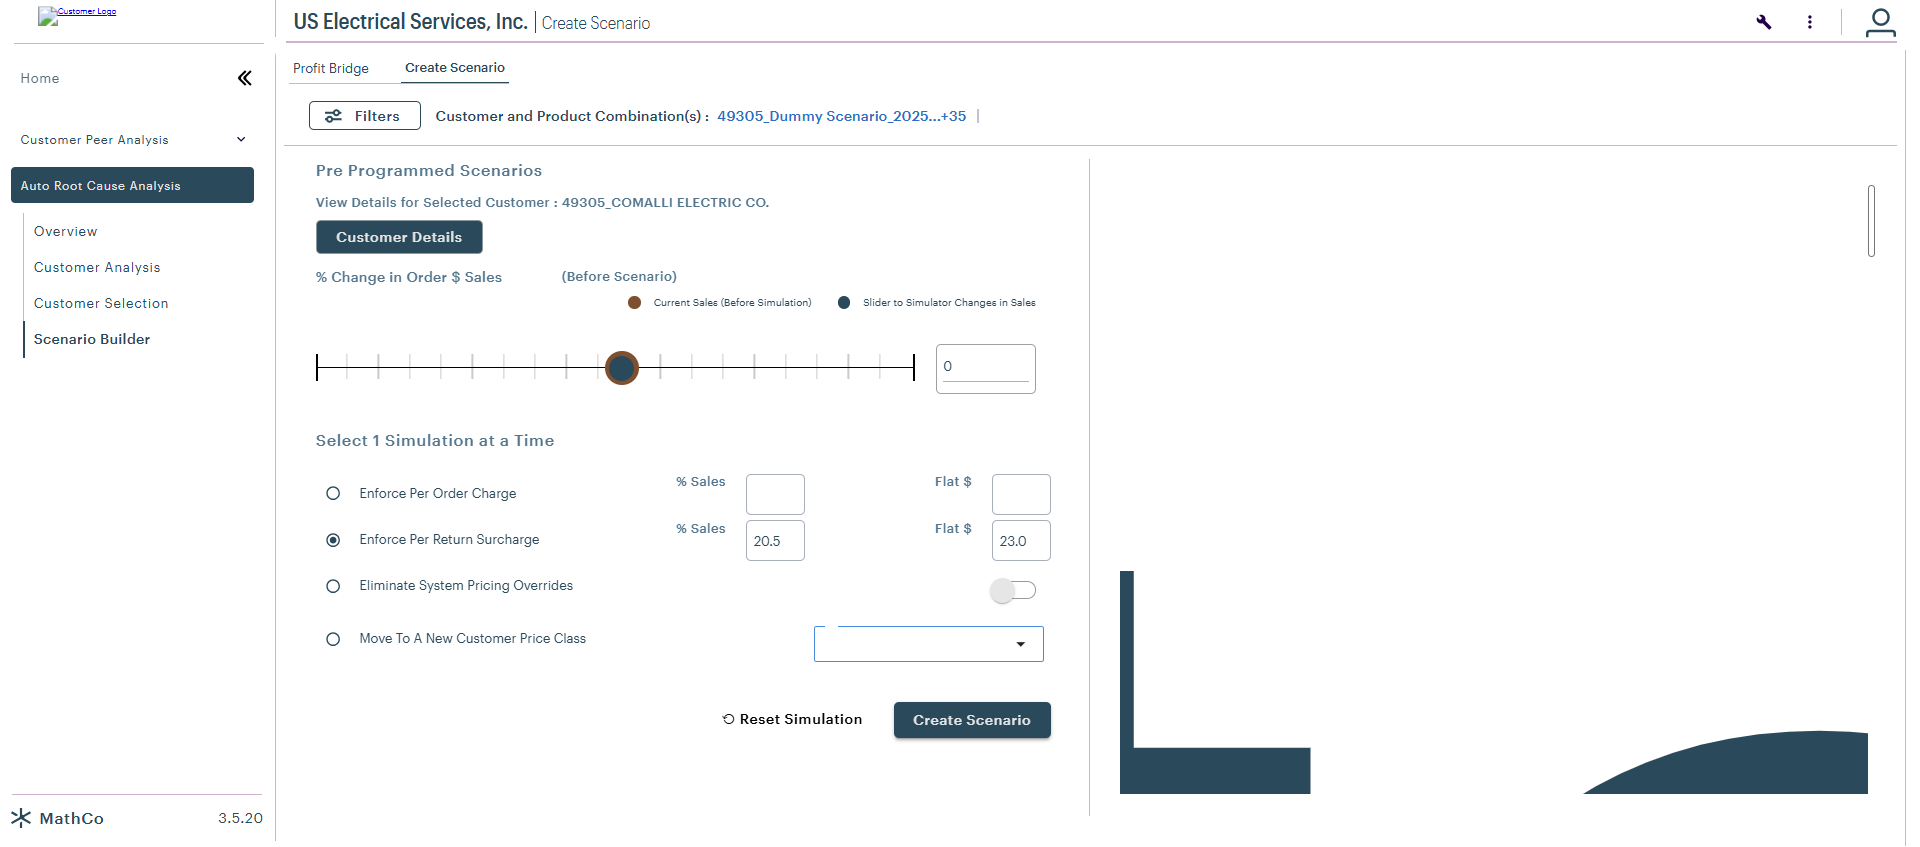 Customer Logo
US Electrical Services, Inc. | Create Scenario
Home
Customer Peer Analysis
Auto Root Cause Analysis
Overview
Customer Analysis
Customer Selection
Scenario Builder
MathCo 3.5.20
Profit Bridge Create Scenario
Filters Customer and Product Combination(s) : 49305_Dummy Scenario_2025...+35 |
Pre Programmed Scenarios
View Details for Selected Customer : 49305_COMALLI ELECTRIC CO.
Customer Details
% Change in Order $ Sales (Before Scenario)
Current Sales (Before Simulation) Slider to Simulator Changes in Sales
0
Select 1 Simulation at a Time
Enforce Per Order Charge % Sales Flat $
Enforce Per Return Surcharge % Sales 20.5 Flat $ 23.0
Eliminate System Pricing Overrides
Move To A New Customer Price Class
Reset Simulation Create Scenario